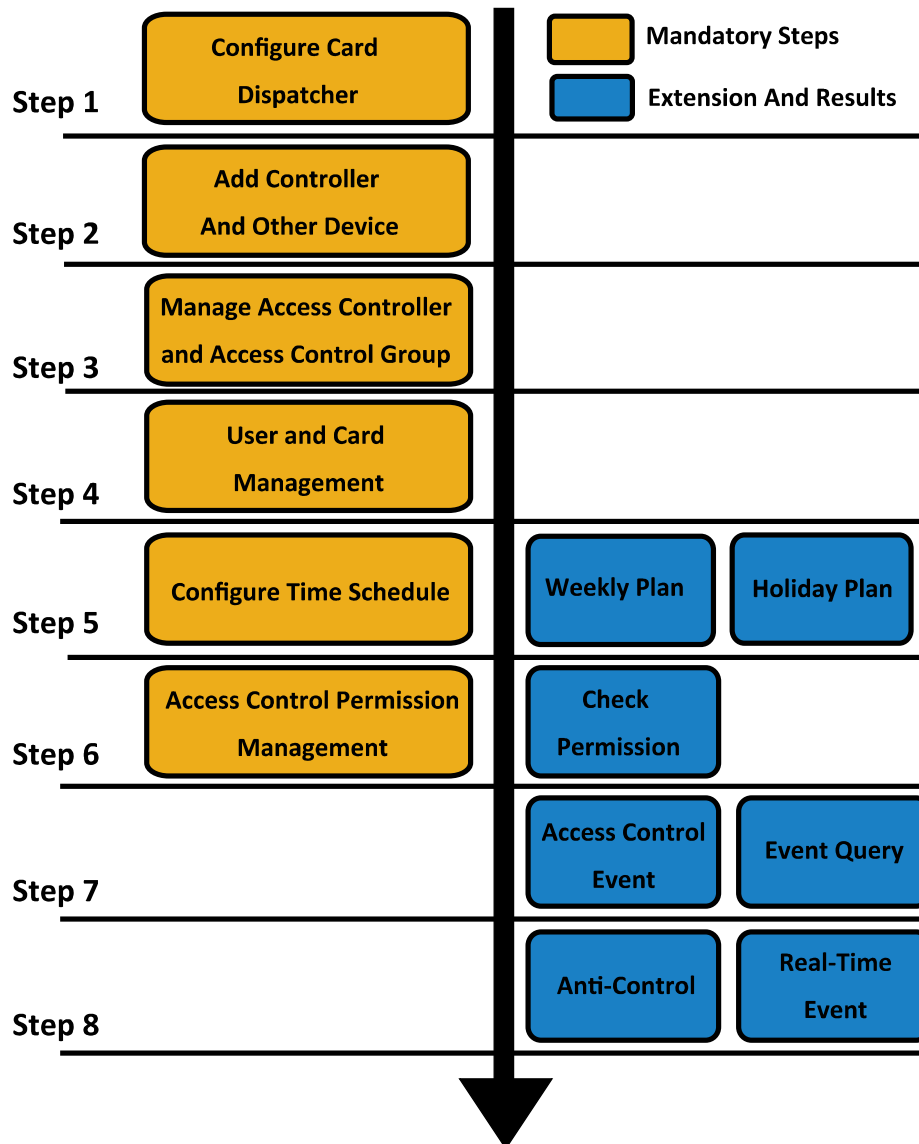 Configure Card
Dispatcher
Step 1
Mandatory Steps
Extension And Results
Add Controller
And Other Device
Step 2
Manage Access Controller
and Access Control Group
Step 3
User and Card
Management
Step 4
Configure Time Schedule
Step 5
Weekly Plan
Holiday Plan
Access Control Permission
Management
Step 6
Check
Permission
Step 7
Access Control
Event
Event Query
Step 8
Anti-Control
Real-Time
Event